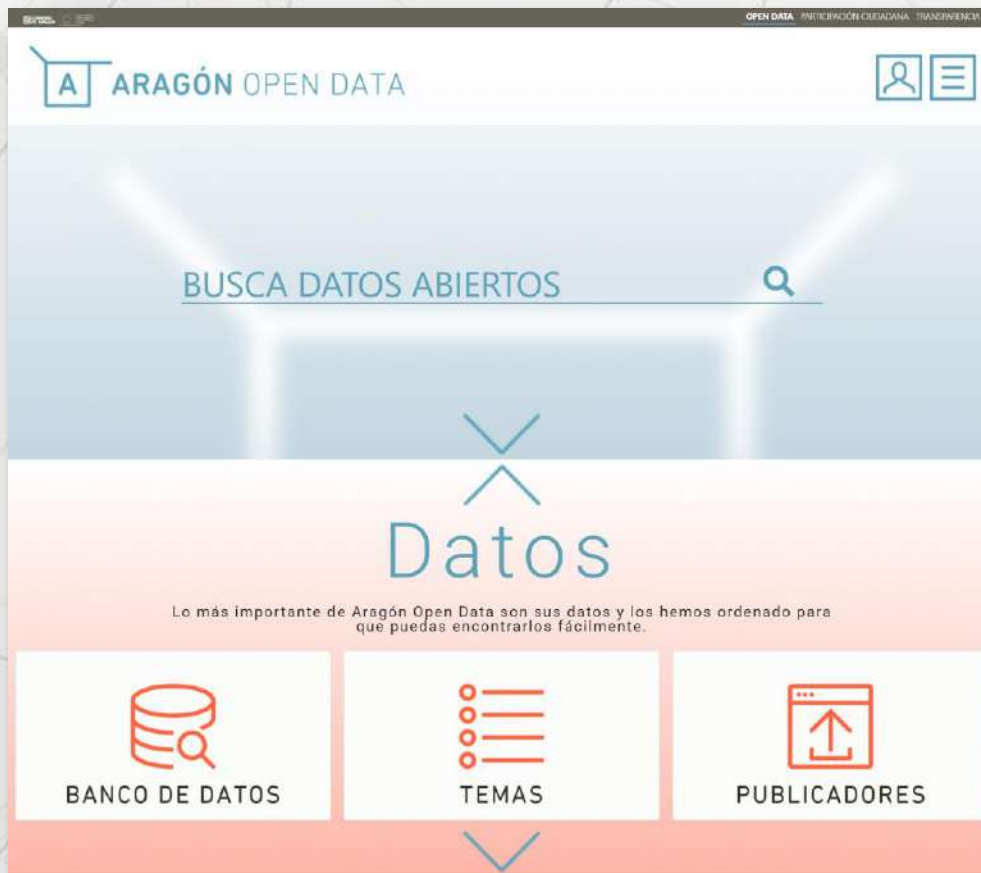 OPEN DATA PARTICIPACIÓN CIUDADANA TRANSPARENCIA
A ARAGÓN OPEN DATA
BUSCA DATOS ABIERTOS
Datos
Lo más importante de Aragón Open Data son sus datos y los hemos ordenado para
que puedas encontrarlos fácilmente.
BANCO DE DATOS
TEMAS
PUBLICADORES